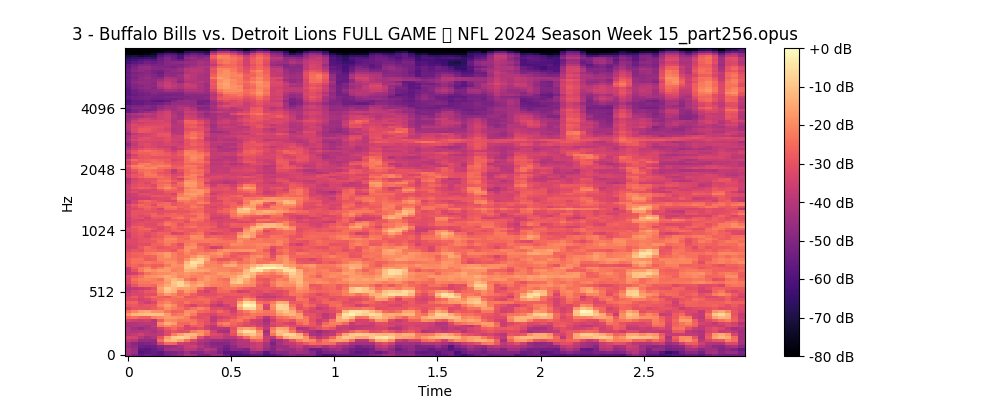 3 - Buffalo Bills vs. Detroit Lions FULL GAME ▯ NFL 2024 Season Week 15_part256.opus
+0 dB
-10 dB
-20 dB
-30 dB
-40 dB
-50 dB
-60 dB
-70 dB
-80 dB
4096
2048
1024
512
0
Hz
0
0.5
1
1.5
2
2.5
Time